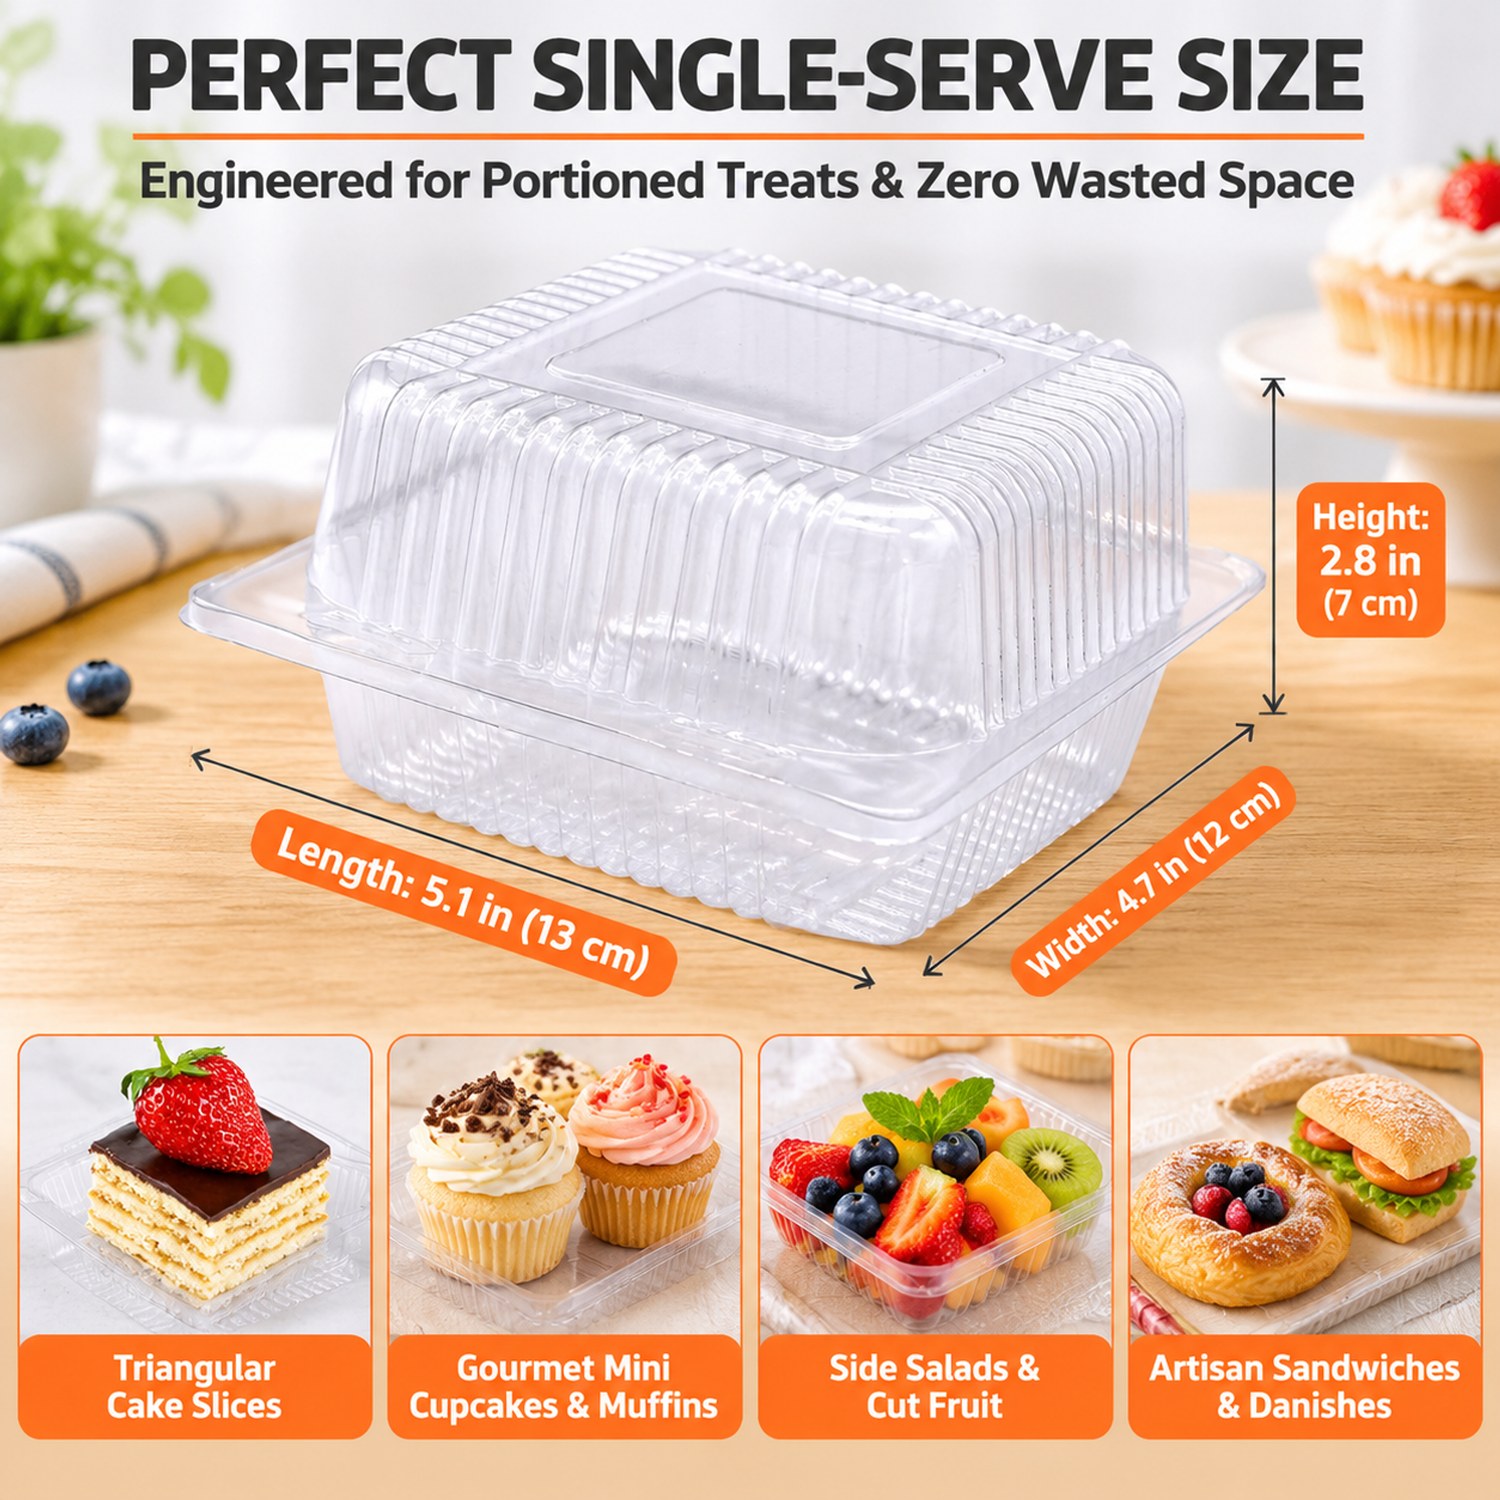 PERFECT SINGLE-SERVE SIZE
Engineered for Portioned Treats & Zero Wasted Space
Height:
2.8 in
(7 cm)
Length: 5.1 in (13 cm)
Width: 4.7 in (12 cm)
Triangular
Cake Slices
Gourmet Mini
Cupcakes & Muffins
Side Salads &
Cut Fruit
Artisan Sandwiches
& Danishes